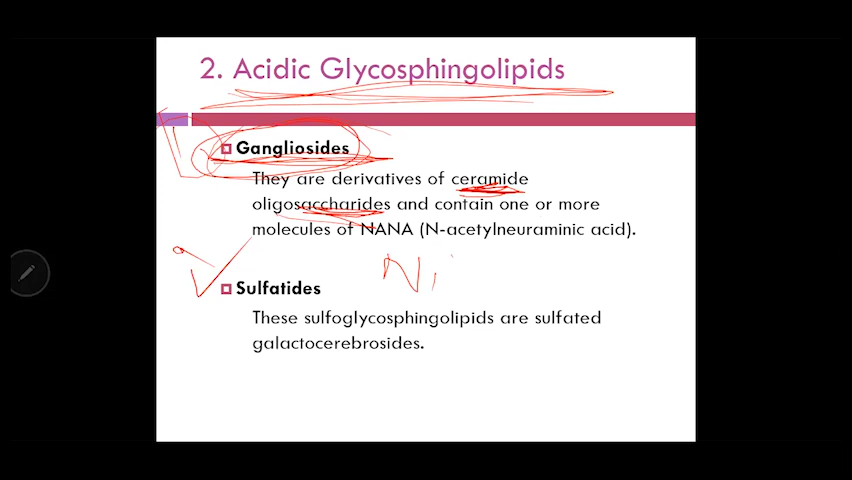 2. Acidic Glycosphingolipids
Gangliosides
They are derivatives of ceramide
oligosaccharides and contain one or more
molecules of NANA (N-acetylneuraminic acid).
N
Sulfatides
These sulfoglycosphingolipids are sulfated
galactocerebrosides.